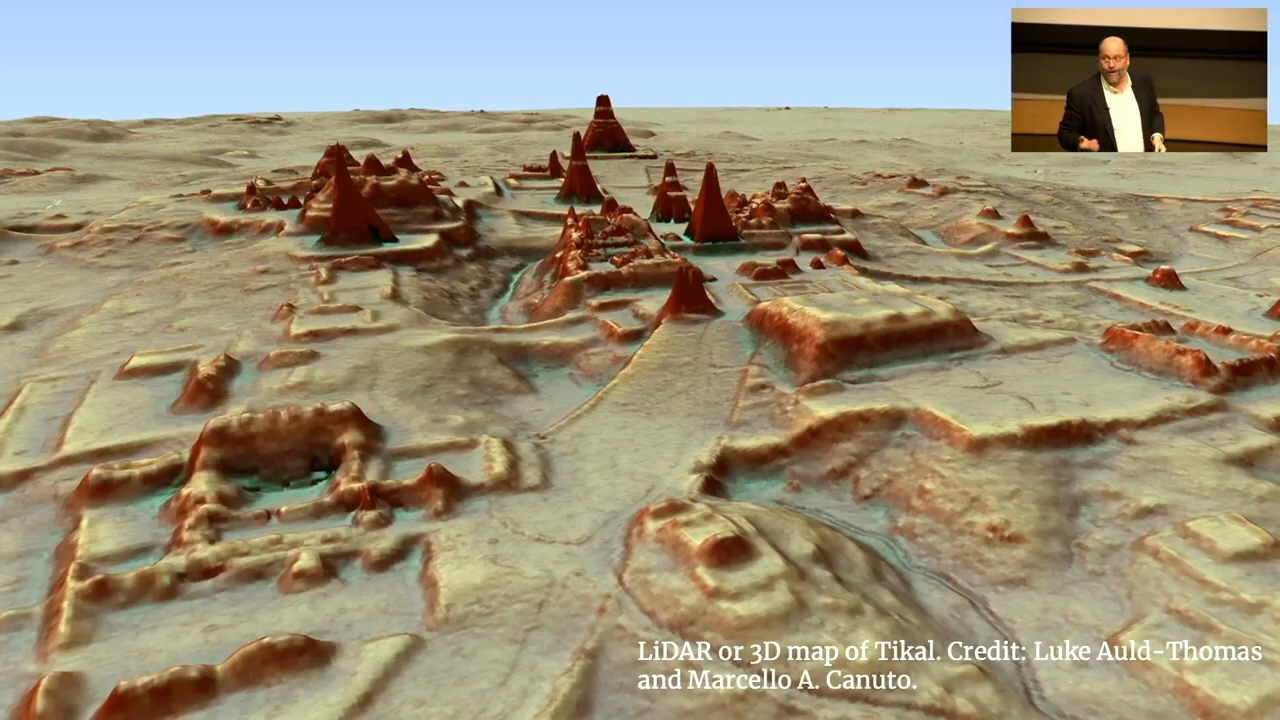 LiDAR or 3D map of Tikal. Credit: Luke Auld-Thomas
and Marcello A. Canuto.